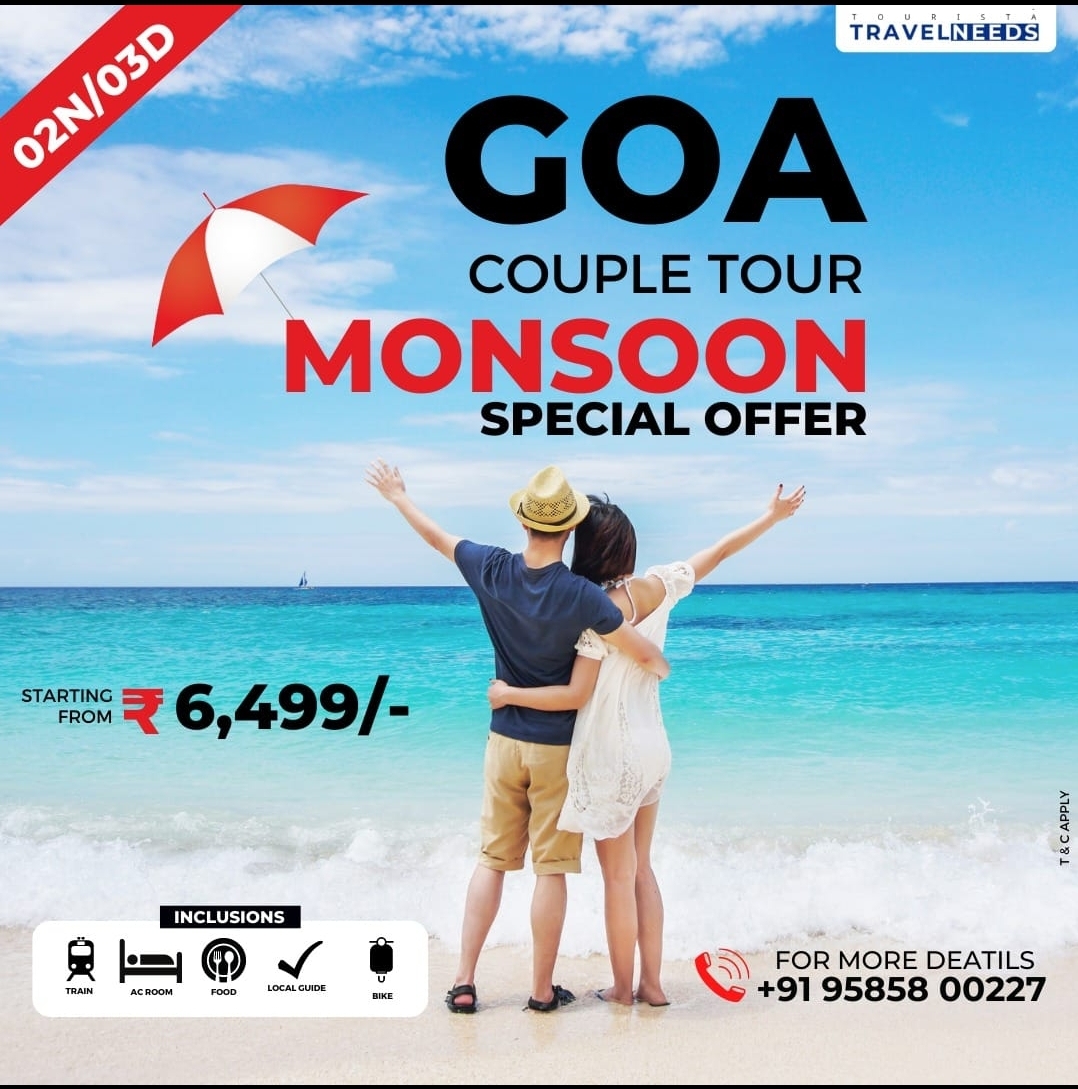 02N/03D
TOURISTA
TRAVELNEEDS
GOA
COUPLE TOUR
MONSOON
SPECIAL OFFER
STARTING
FROM ₹ 6,499/-
T & C APPLY
INCLUSIONS
TRAIN
AC ROOM
FOOD
LOCAL GUIDE
BIKE
FOR MORE DEATILS
+91 95858 00227